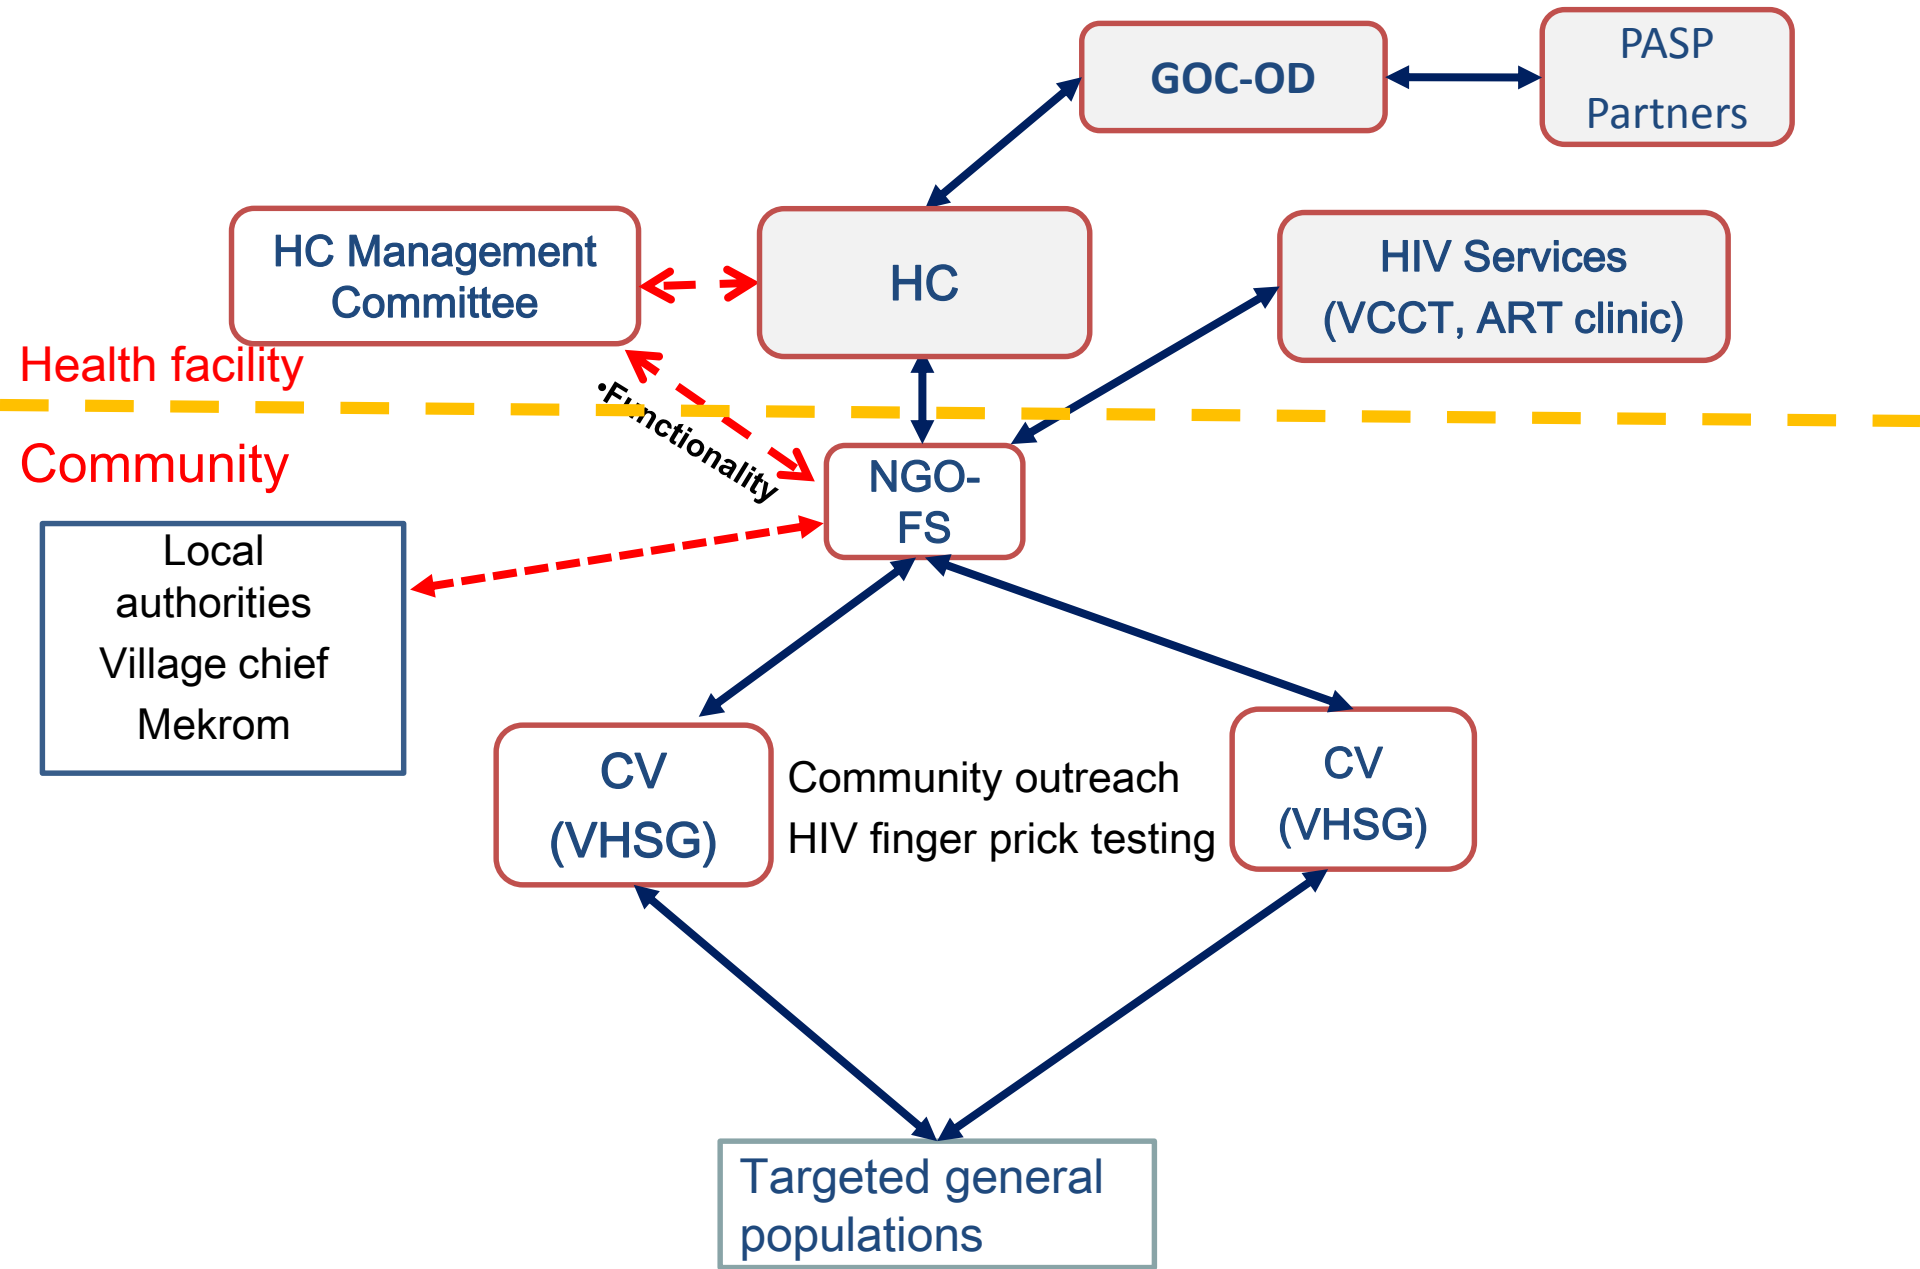 GOC-OD
PASP
Partners
HC Management
Committee
HC
HIV Services
(VCCT, ART clinic)
Health facility
•Functionality
Community
NGO-
FS
Local
authorities
Village chief
Mekrom
CV
(VHSG)
Community outreach
HIV finger prick testing
CV
(VHSG)
Targeted general
populations